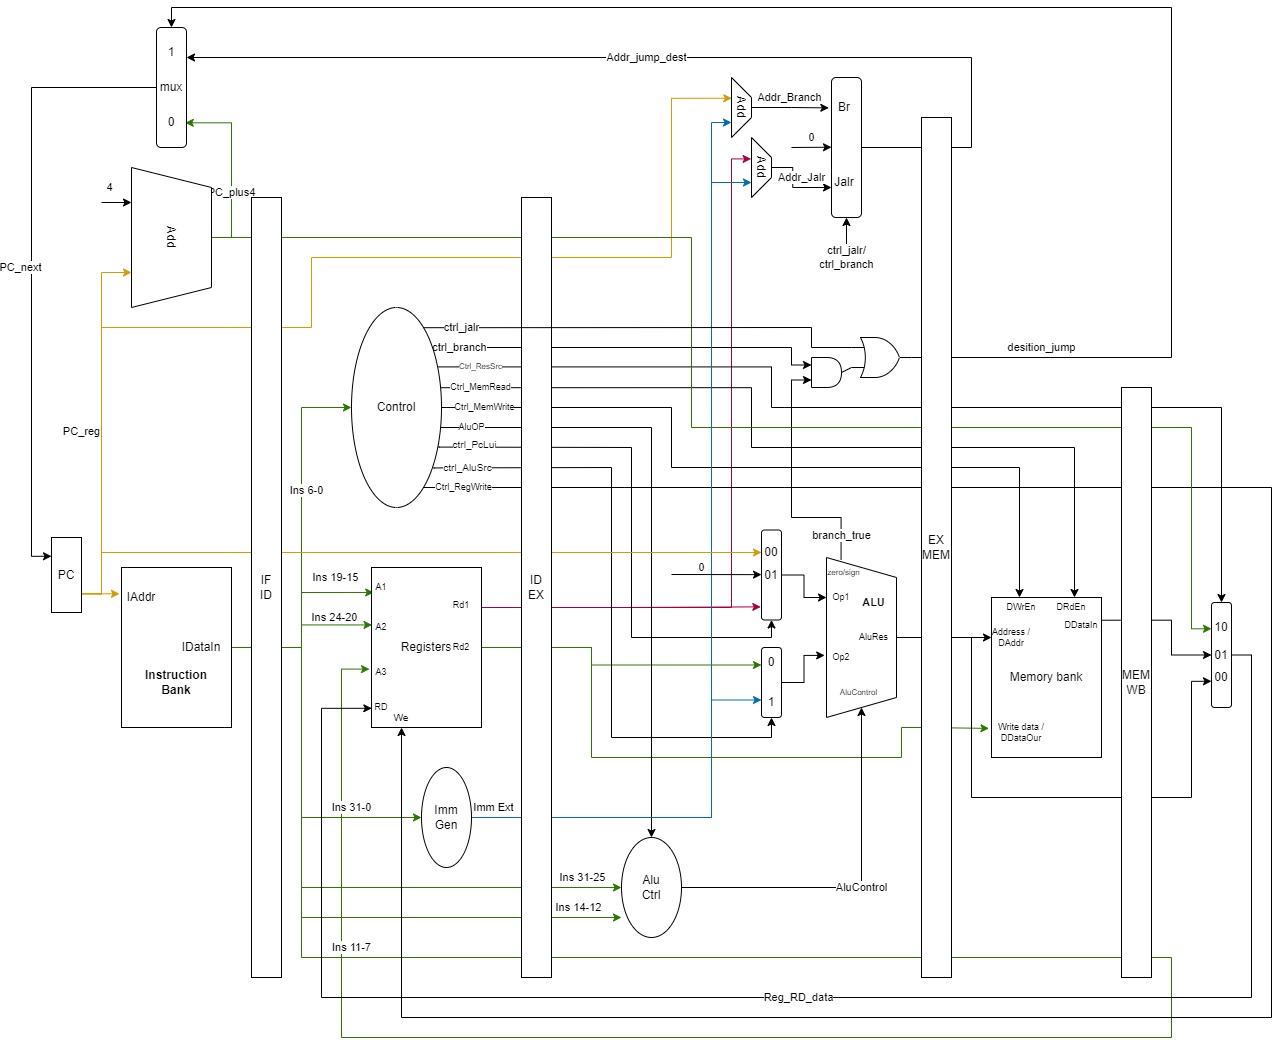 1
mux
0
Addr_jump_dest
Add
Addr_Branch
Br
0
Add
Addr_Jalr
Jalr
ctrl_jalr/
ctrl_branch
4
PC_plus4
Add
PC_next
ctrl_jalr
ctrl_branch
Ctrl_ResSrc
Ctrl_MemRead
Ctrl_MemWrite
AluOP
ctrl_PcLui
ctrl_AluSrc
Ctrl_RegWrite
Control
desition_jump
PC_reg
Ins 6-0
PC
IAddr
IDataIn
Instruction
Bank
IF
ID
Ins 19-15
Ins 24-20
A1
A2
A3
RD
We
Registers
Rd1
Rd2
ID
EX
0
00
01
0
1
branch_true
zero/sign
Op1
ALU
AluRes
Op2
AluControl
EX
MEM
DWrEn
DRdEn
DDataIn
Address /
DAddr
Memory bank
Write data /
DDataOur
MEM
WB
10
01
00
Ins 31-0
Imm
Gen
Imm Ext
Ins 31-25
Ins 14-12
Alu
Ctrl
AluControl
Ins 11-7
Reg_RD_data